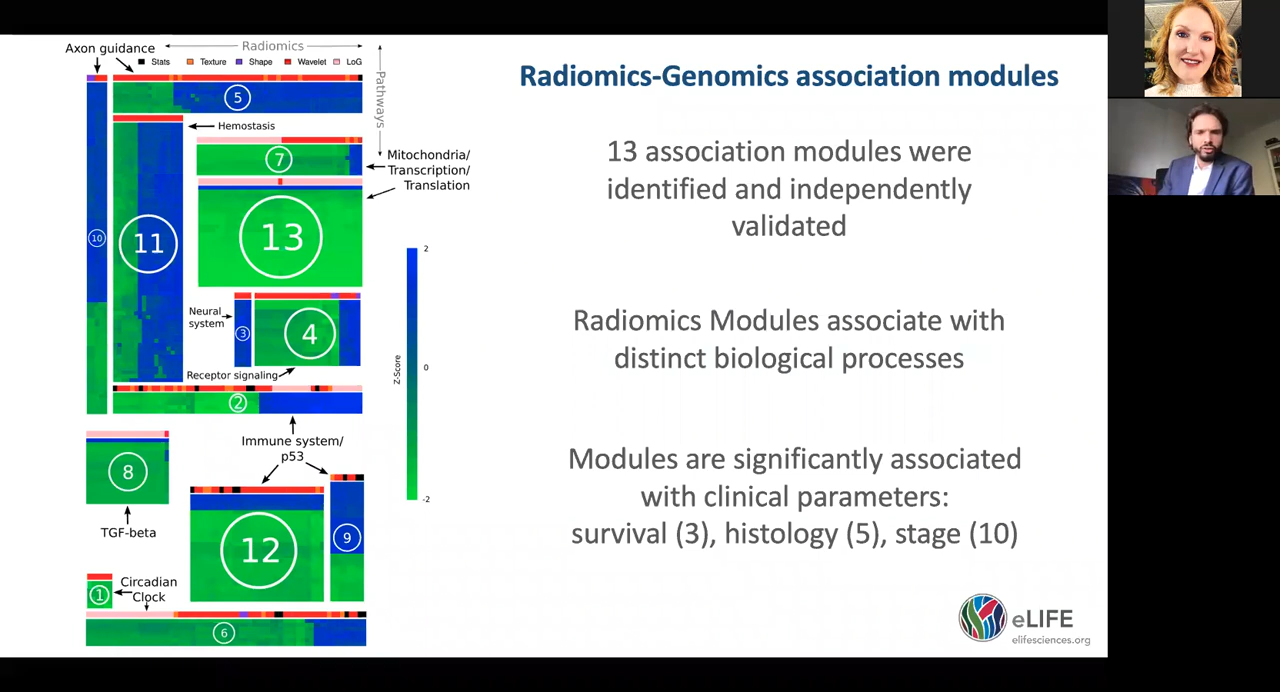 Radiomics-Genomics association modules
13 association modules were
identified and independently
validated
Radiomics Modules associate with
distinct biological processes
Modules are significantly associated
with clinical parameters:
survival (3), histology (5), stage (10)
eLIFE
elifesciences.org
Radiomics
Axon guidance
Stats
Texture
Shape
Wavelet
LoG
Pathways
5
Hemostasis
7
Mitochondria/
Transcription/
Translation
10
11
13
2
Neural
system
3
4
Z-Score
0
Receptor signaling
2
Immune system/
p53
-2
8
TGF-beta
12
9
Circadian
Clock
1
6